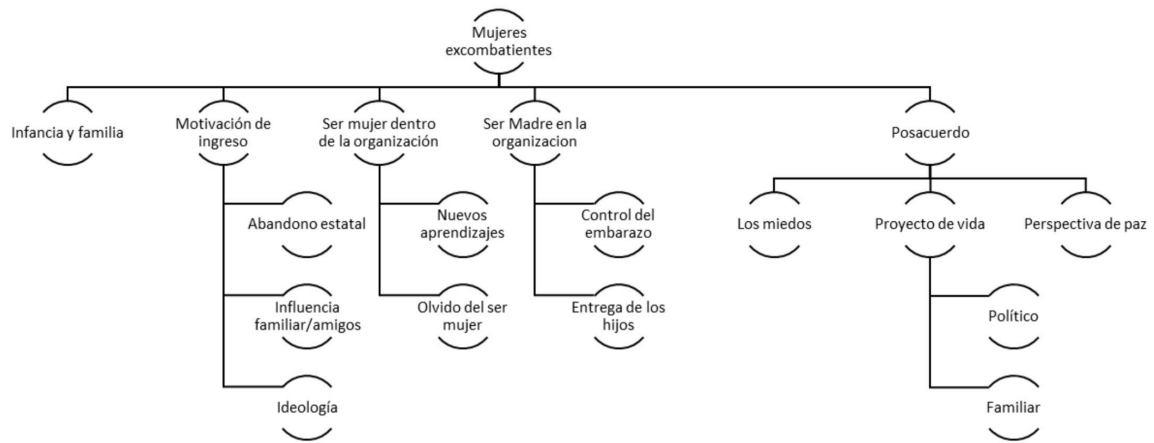 Mujeres
excombatientes
Infancia y familia
Motivación de
ingreso
Ser mujer dentro
de la organización
Ser Madre en la
organizacion
Posacuerdo
Abandono estatal
Nuevos
aprendizajes
Control del
embarazo
Los miedos
Proyecto de vida
Perspectiva de paz
Influencia
familiar/amigos
Olvido del ser
mujer
Entrega de los
hijos
Político
Ideología
Familiar